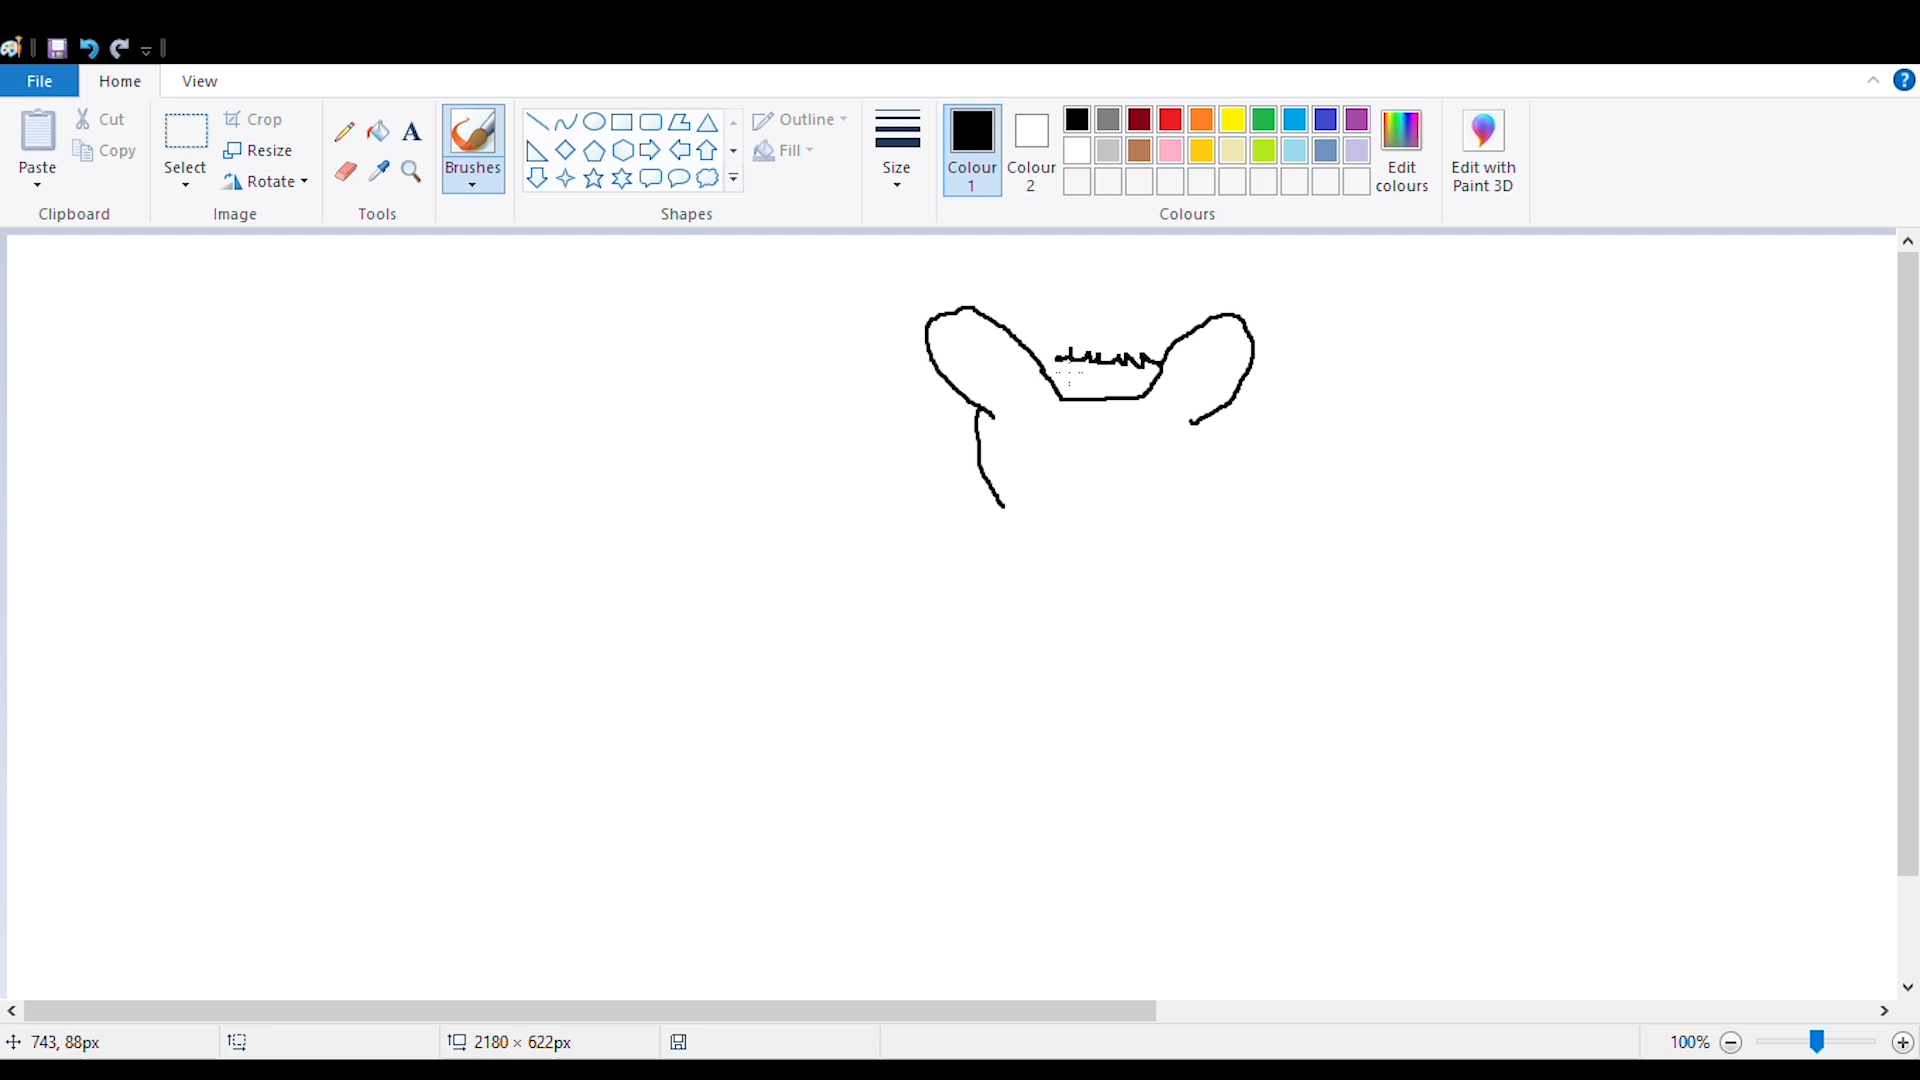 File Home View
?
Paste
Cut
Copy
Clipboard
Select
Crop
Resize
Rotate
Image
A
Tools
Brushes
Shapes
Outline
Fill
Size
Colour 1
Colour 2
Colours
Edit colours
Edit with Paint 3D
743, 88px
2180 × 622px
100%